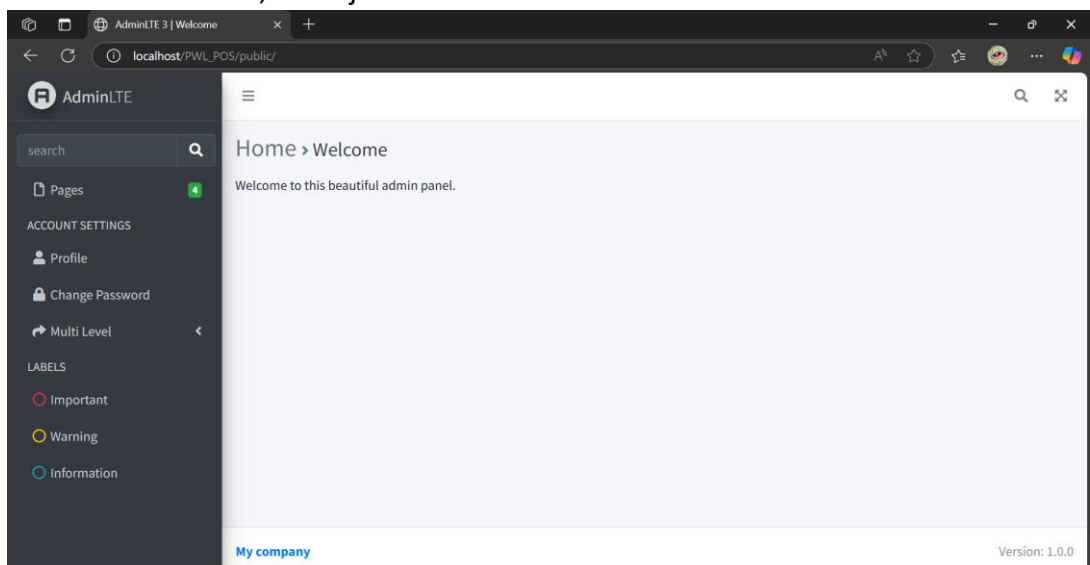 AdminLTE 3 | Welcome
localhost/PWL_POS/public/
AdminLTE
search
Home › Welcome
Pages 4
Welcome to this beautiful admin panel.
ACCOUNT SETTINGS
Profile
Change Password
Multi Level
LABELS
Important
Warning
Information
My company
Version: 1.0.0